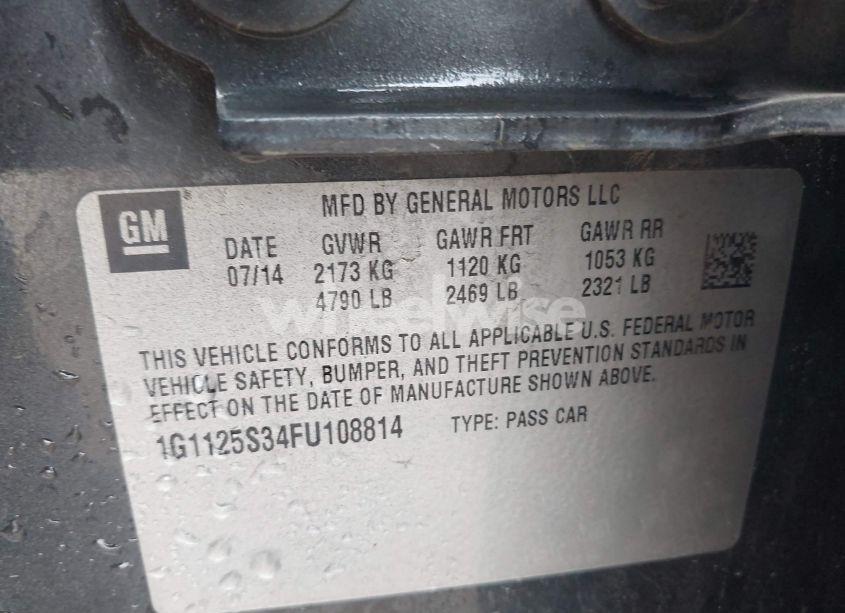 GM
MFD BY GENERAL MOTORS LLC
DATE GVWR GAWR FRT GAWR RR
07/14 2173 KG 1120 KG 1053 KG
4790 LB 2469 LB 2321 LB
wheelwise
THIS VEHICLE CONFORMS TO ALL APPLICABLE U.S. FEDERAL MOTOR
VEHICLE SAFETY, BUMPER, AND THEFT PREVENTION STANDARDS IN
EFFECT ON THE DATE OF MANUFACTURE SHOWN ABOVE.
1G1125S34FU108814 TYPE: PASS CAR